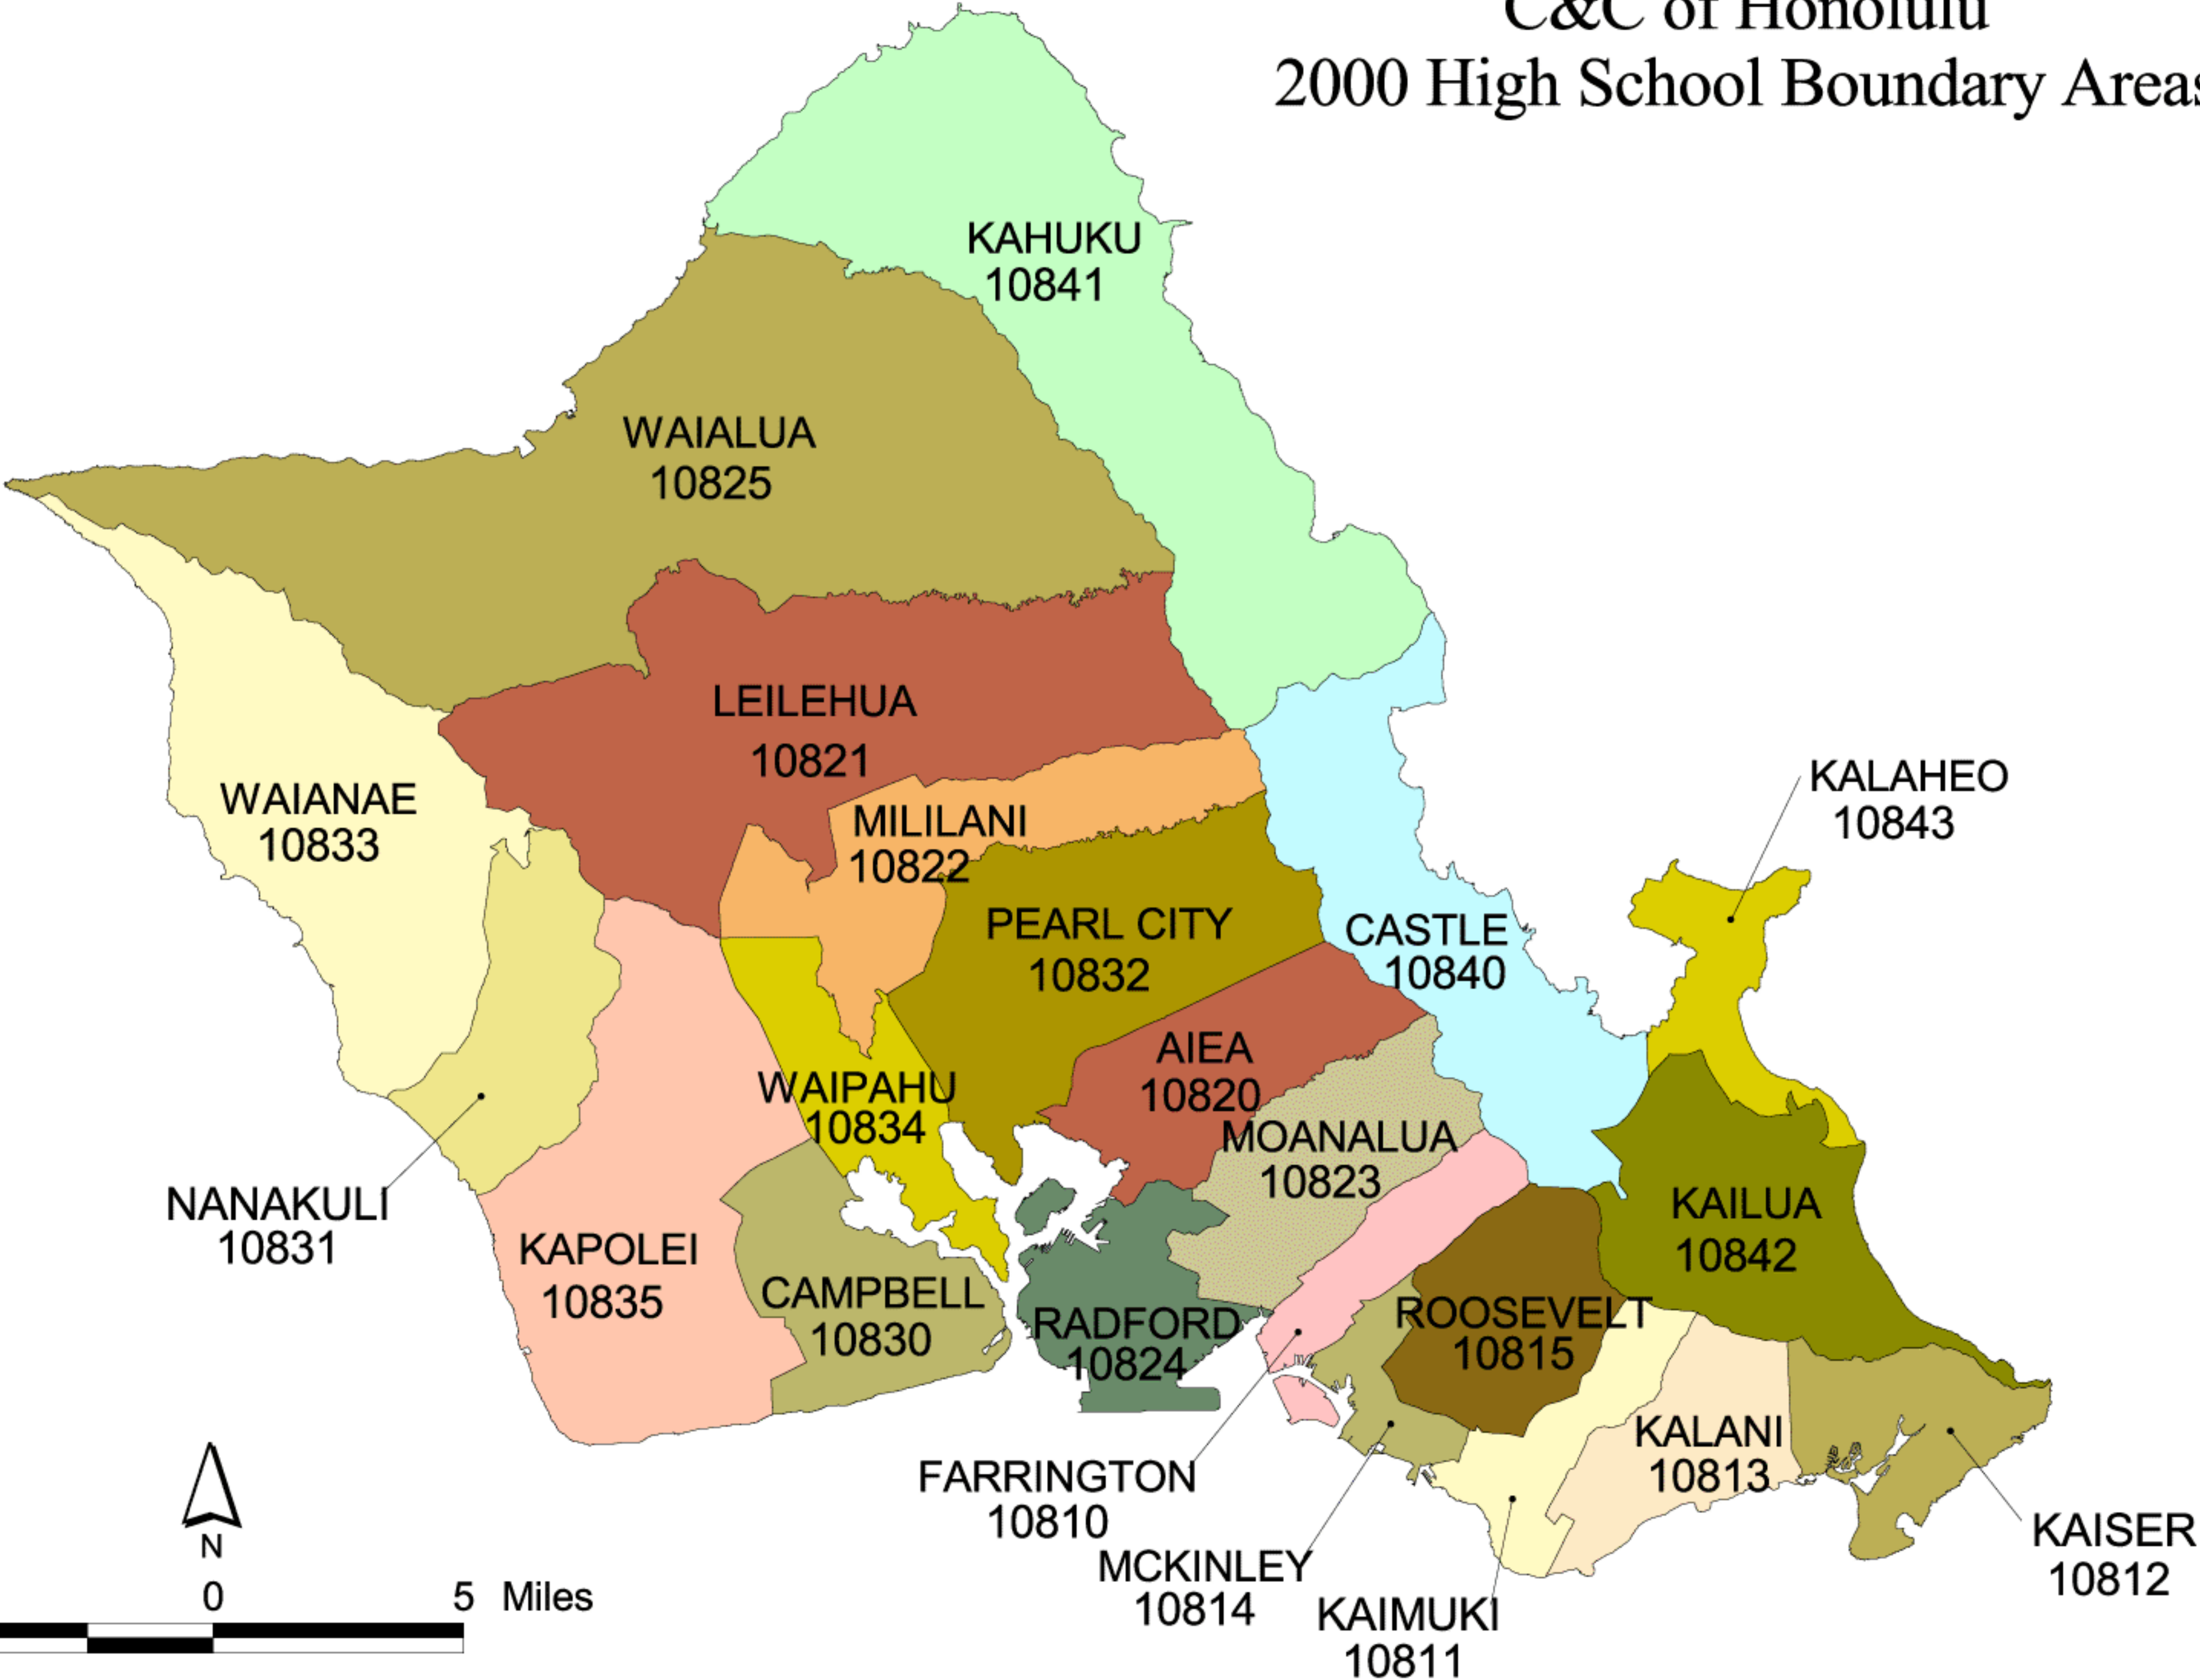 C&C of Honolulu
2000 High School Boundary Areas
KAHUKU
10841
WAIALUA
10825
LEILEHUA
10821
WAIANAE
10833
MILILANI
10822
KALAHEO
10843
PEARL CITY
10832
CASTLE
10840
AIEA
10820
WAIPAHU
10834
MOANALUA
10823
NANAKULI
10831
KAILUA
10842
KAPOLEI
10835
CAMPBELL
10830
RADFORD
10824
ROOSEVELT
10815
KALANI
10813
FARRINGTON
10810
KAISER
10812
MCKINLEY
10814
KAIMUKI
10811
N
0 5 Miles